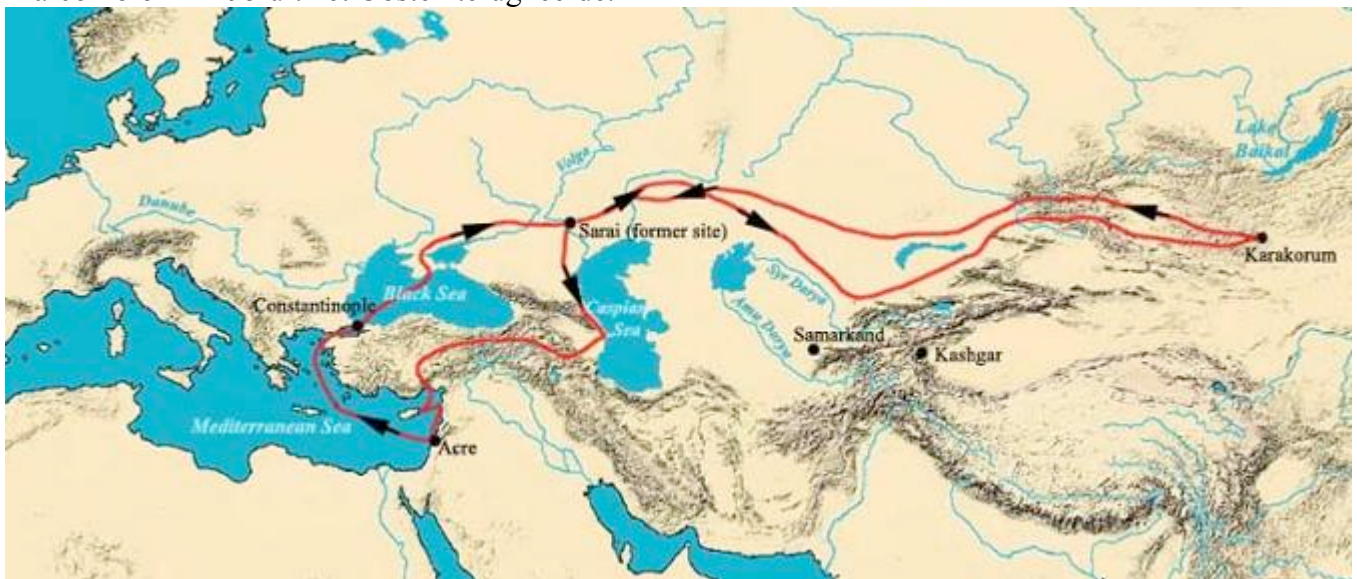 Lake
Baikal
Volga
Danube
Sarai (former site)
Karakorum
Constantinople
Black Sea
Caspian
Sea
Syr Darya
Amu Darya
Samarkand
Kashgar
Mediterranean Sea
Acre